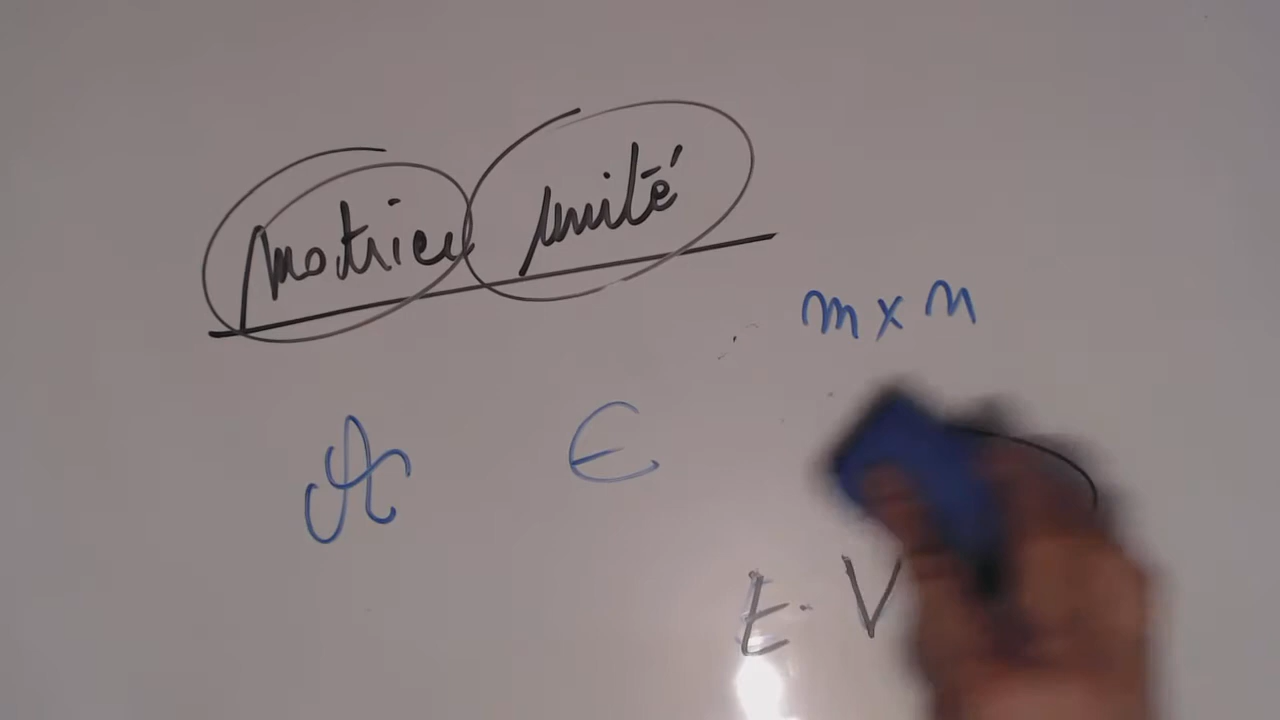 Matrice unité
m × n
A ∈
E. V